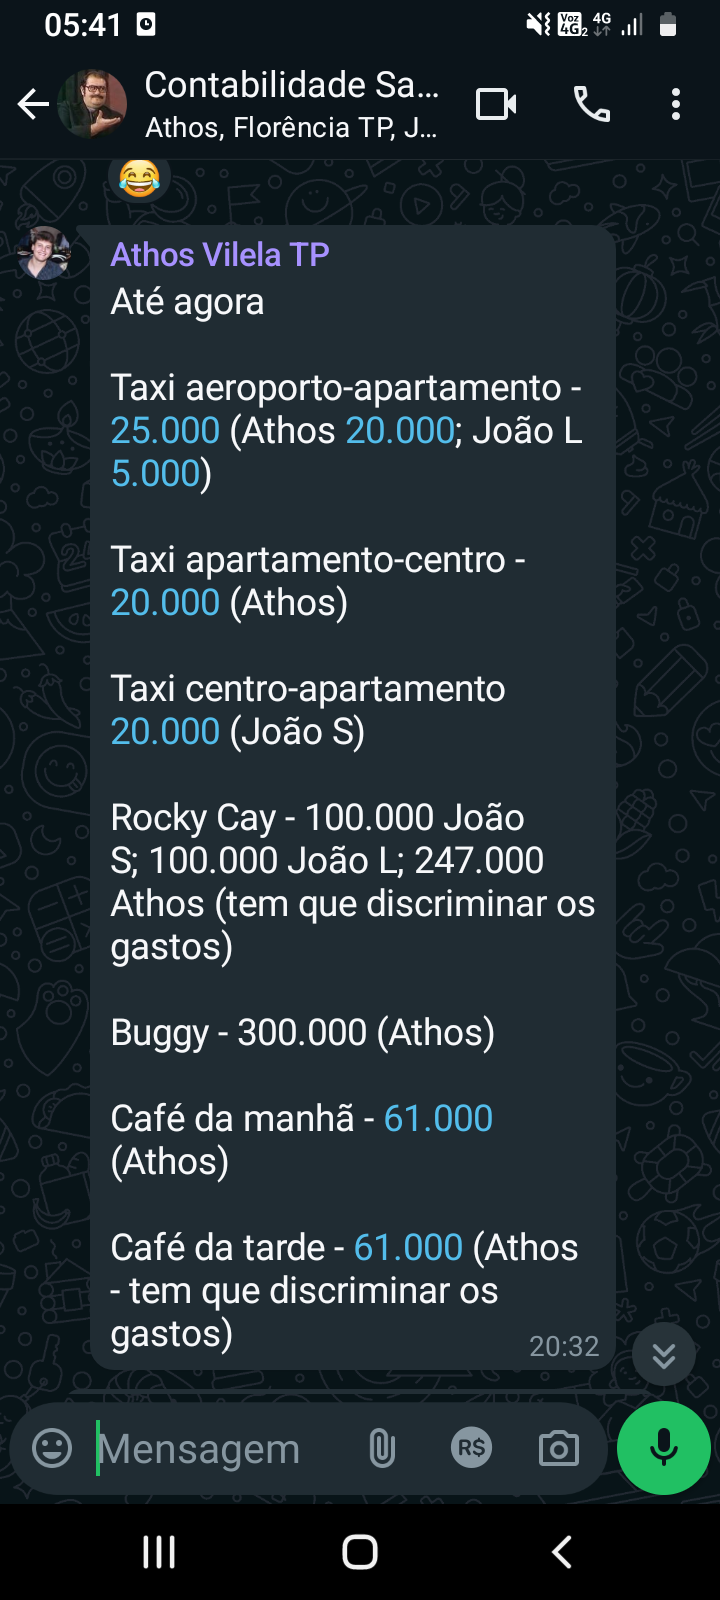 05:41
Voz
4G 2
4G
Contabilidade Sa...
Athos, Florência TP, J...
Athos Vilela TP
Até agora
Taxi aeroporto-apartamento -
25.000 (Athos 20.000; João L
5.000)
Taxi apartamento-centro -
20.000 (Athos)
Taxi centro-apartamento
20.000 (João S)
Rocky Cay - 100.000 João
S; 100.000 João L; 247.000
Athos (tem que discriminar os
gastos)
Buggy - 300.000 (Athos)
Café da manhã - 61.000
(Athos)
Café da tarde - 61.000 (Athos
- tem que discriminar os
gastos)
20:32
Mensagem
R$